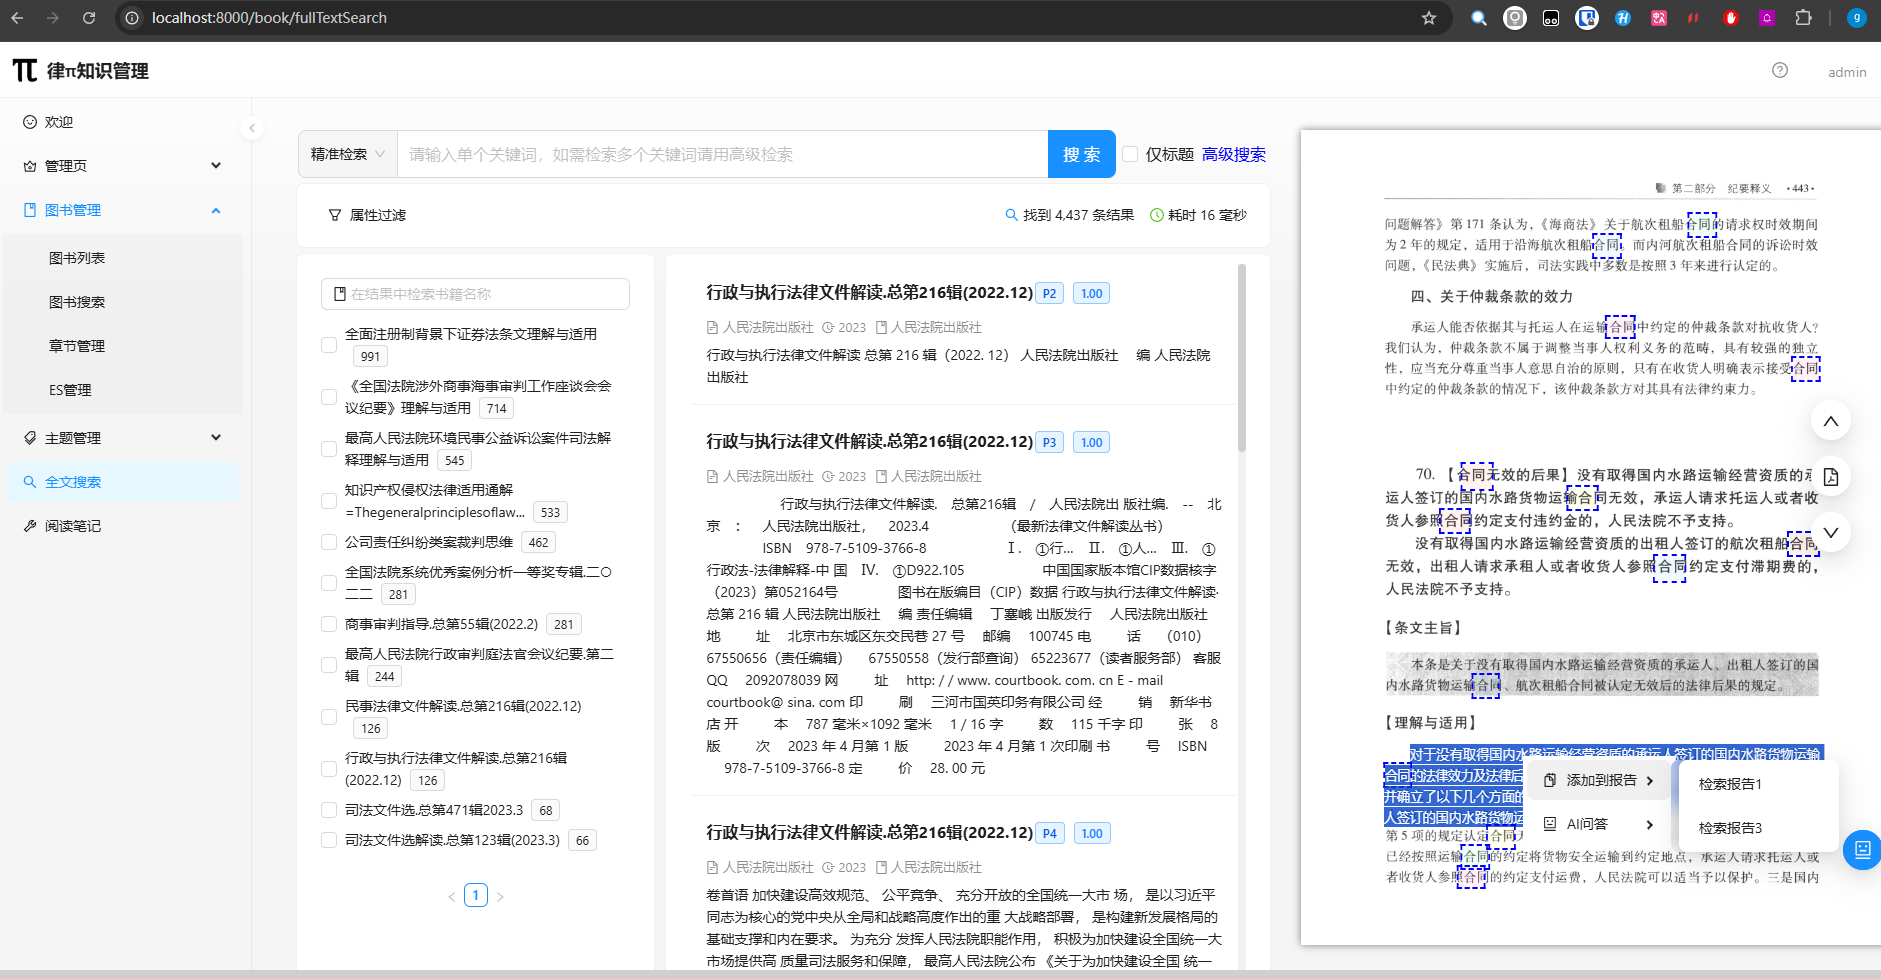 localhost:8000/book/fullTextSearch
g
律π知识管理
admin
欢迎
管理页
图书管理
图书列表
图书搜索
章节管理
ES管理
主题管理
全文搜索
阅读笔记
精准检索
请输入单个关键词，如需检索多个关键词请用高级检索
搜 索
仅标题
高级搜索
属性过滤
找到 4,437 条结果
耗时 16 毫秒
在结果中检索书籍名称
全面注册制背景下证券法条文理解与适用
991
《全国法院涉外商事海事审判工作座谈会会
议纪要》理解与适用 714
最高人民法院环境民事公益诉讼案件司法解
释理解与适用 545
知识产权侵权法律适用通解
=Thegeneralprinciplesoflaw... 533
公司责任纠纷类案裁判思维 462
全国法院系统优秀案例分析一等奖专辑.二〇
二二 281
商事审判指导.总第55辑(2022.2) 281
最高人民法院行政审判庭法官会议纪要.第二
辑 244
民事法律文件解读.总第216辑(2022.12)
126
行政与执行法律文件解读.总第216辑
(2022.12) 126
司法文件选.总第471辑2023.3 68
司法文件选解读.总第123辑(2023.3) 66
1
行政与执行法律文件解读.总第216辑(2022.12) P2 1.00
人民法院出版社 2023 人民法院出版社
行政与执行法律文件解读 总第 216 辑（2022. 12） 人民法院出版社 编 人民法院
出版社
行政与执行法律文件解读.总第216辑(2022.12) P3 1.00
人民法院出版社 2023 人民法院出版社
行政与执行法律文件解读. 总第216辑 / 人民法院出 版社编. -- 北
京 ： 人民法院出版社， 2023.4 （最新法律文件解读丛书）
ISBN 978-7-5109-3766-8 Ⅰ. ①行... Ⅱ. ①人... Ⅲ. ①
行政法-法律解释-中 国 Ⅳ. ①D922.105 中国国家版本馆CIP数据核字
（2023）第052164号 图书在版编目（CIP）数据 行政与执行法律文件解读·
总第 216 辑 人民法院出版社 编 责任编辑 丁塞峨 出版发行 人民法院出版社
地 址 北京市东城区东交民巷 27 号 邮编 100745 电 话 （010）
67550656（责任编辑） 67550558（发行部查询） 65223677（读者服务部） 客服
QQ 2092078039 网 址 http: / / www. courtbook. com. cn E - mail
courtbook@ sina. com 印 刷 三河市国英印务有限公司 经 销 新华书
店 开 本 787 毫米×1092 毫米 1 / 16 字 数 115 千字 印 张 8
版 次 2023 年 4 月第 1 版 2023 年 4 月第 1 次印刷 书 号 ISBN
978-7-5109-3766-8 定 价 28. 00 元
行政与执行法律文件解读.总第216辑(2022.12) P4 1.00
人民法院出版社 2023 人民法院出版社
卷首语 加快建设高效规范、 公平竞争、 充分开放的全国统一大市 场， 是以习近平
同志为核心的党中央从全局和战略高度作出的重 大战略部署， 是构建新发展格局的
基础支撑和内在要求。 为充分 发挥人民法院职能作用， 积极为加快建设全国统一大
市场提供高 质量司法服务和保障， 最高人民法院公布 《关于为加快建设全国 统一
第二部分 纪要释义 ·443·
问题解答》第 171 条认为，《海商法》关于航次租船合同的请求权时效期间
为 2 年的规定，适用于沿海航次租船合同。而内河航次租船合同的诉讼时效
问题，《民法典》实施后，司法实践中多数是按照 3 年来进行认定的。
四、关于仲裁条款的效力
承运人能否依据其与托运人在运输合同中约定的仲裁条款对抗收货人？
我们认为，仲裁条款不属于调整当事人权利义务的范畴，具有较强的独立
性，应当充分尊重当事人意思自治的原则，只有在收货人明确表示接受合同
中约定的仲裁条款的情况下，该仲裁条款方对其具有法律约束力。
70.【合同无效的后果】没有取得国内水路运输经营资质的承
运人签订的国内水路货物运输合同无效，承运人请求托运人或者收
货人参照合同约定支付违约金的，人民法院不予支持。
没有取得国内水路运输经营资质的出租人签订的航次租船合同
无效，出租人请求承租人或者收货人参照合同约定支付滞期费的，
人民法院不予支持。
【条文主旨】
本条是关于没有取得国内水路运输经营资质的承运人、出租人签订的国
内水路货物运输合同、航次租船合同被认定无效后的法律后果的规定。
【理解与适用】
对于没有取得国内水路运输经营资质的承运人签订的国内水路货物运输
合同的法律效力及法律后
并确立了以下几个方面的
人签订的国内水路货物运
第 5 项的规定认定合同
已经按照运输合同的约定将货物安全运输到约定地点，承运人请求托运人或
者收货人参照合同的约定支付运费，人民法院可以适当予以保护。三是国内
添加到报告
AI问答
检索报告1
检索报告3